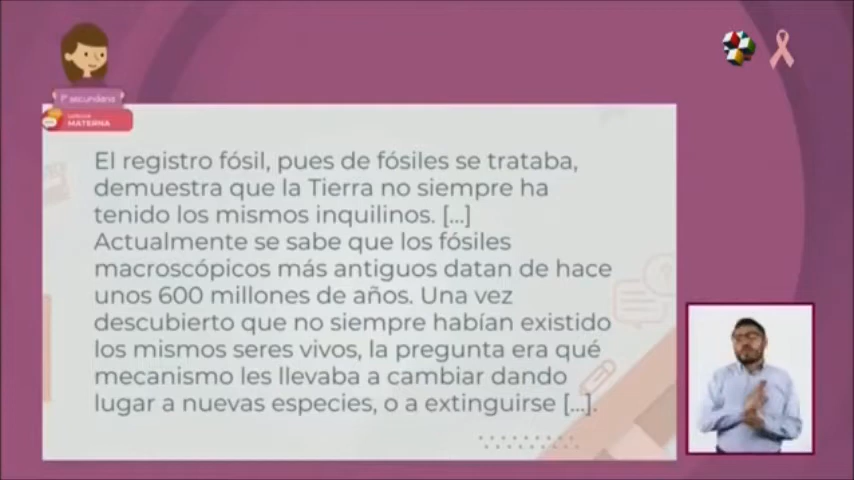 1° secundaria
LENGUA
MATERNA
El registro fósil, pues de fósiles se trataba,
demuestra que la Tierra no siempre ha
tenido los mismos inquilinos. [...]
Actualmente se sabe que los fósiles
macroscópicos más antiguos datan de hace
unos 600 millones de años. Una vez
descubierto que no siempre habían existido
los mismos seres vivos, la pregunta era qué
mecanismo les llevaba a cambiar dando
lugar a nuevas especies, o a extinguirse [...].